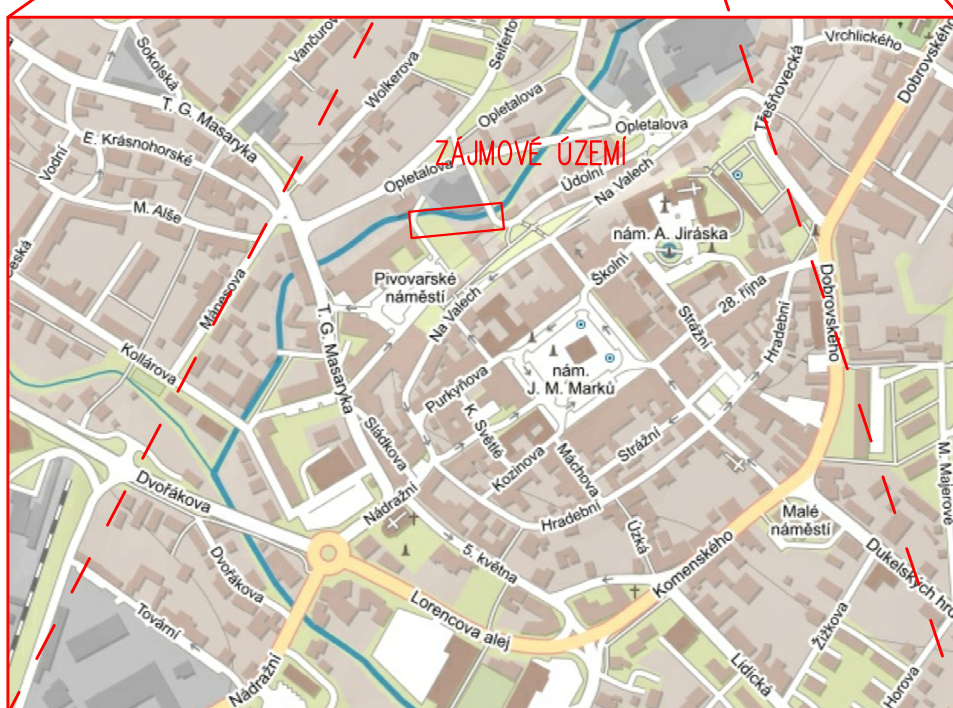 Vrchlického
Dobrovského
Třešňovecká
Sokolská
Vančurova
Seifertova
Wolkerova
T. G. Masaryka
Opletalova
Opletalova
E. Krásnohorské
Vodní
Opletalova
ZÁJMOVÉ ÚZEMÍ
Údolní
Na Valech
M. Alše
nám. A. Jiráska
Školní
Česká
Mánesova
Pivovarské
náměstí
Na Valech
28. října
Dobrovského
Strážní
Hradební
T. G. Masaryka
Kollárova
nám.
J. M. Marků
Purkyňova
K. Světlé
Sládkova
Kozinova
Máchova
Strážní
M. Majerové
Dvořákova
Nádražní
Hradební
Úzká
Malé
náměstí
5. května
Komenského
Dvořákova
Dukelských hrd
Lorencova alej
Tovární
Žižkova
Lidická
Nádražní
Horova